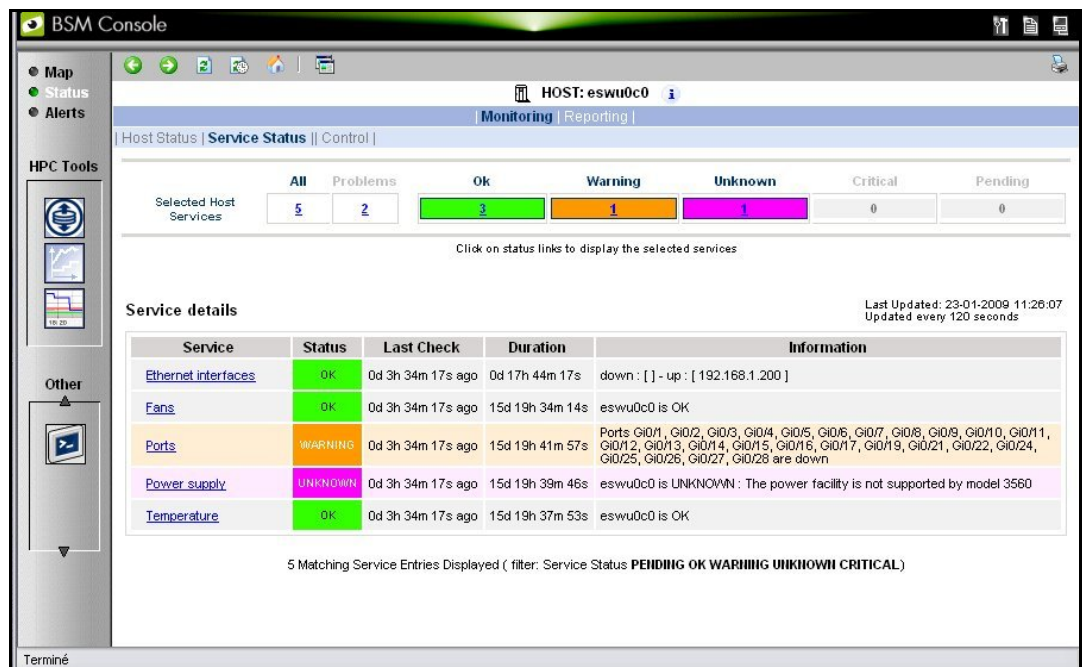 BSM Console
Map
Status
Alerts
HOST: eswu0c0 i
| Monitoring | Reporting |
| Host Status | Service Status || Control |
HPC Tools
All Problems Ok Warning Unknown Critical Pending
Selected Host
Services
5 2 3 1 1 0 0
Click on status links to display the selected services
Service details
Last Updated: 23-01-2009 11:26:07
Updated every 120 seconds
Service Status Last Check Duration Information
Ethernet interfaces OK 0d 3h 34m 17s ago 0d 17h 44m 17s down : [ ] - up : [ 192.168.1.200 ]
Fans OK 0d 3h 34m 17s ago 15d 19h 34m 14s eswu0c0 is OK
Ports WARNING 0d 3h 34m 17s ago 15d 19h 41m 57s Ports Gi0/1, Gi0/2, Gi0/3, Gi0/4, Gi0/5, Gi0/6, Gi0/7, Gi0/8, Gi0/9, Gi0/10, Gi0/11,
Gi0/12, Gi0/13, Gi0/14, Gi0/15, Gi0/16, Gi0/17, Gi0/19, Gi0/21, Gi0/22, Gi0/24,
Gi0/25, Gi0/26, Gi0/27, Gi0/28 are down
Power supply UNKNOWN 0d 3h 34m 17s ago 15d 19h 39m 46s eswu0c0 is UNKNOWN : The power facility is not supported by model 3560
Temperature OK 0d 3h 34m 17s ago 15d 19h 37m 53s eswu0c0 is OK
Other
5 Matching Service Entries Displayed ( filter: Service Status PENDING OK WARNING UNKNOWN CRITICAL)
Terminé